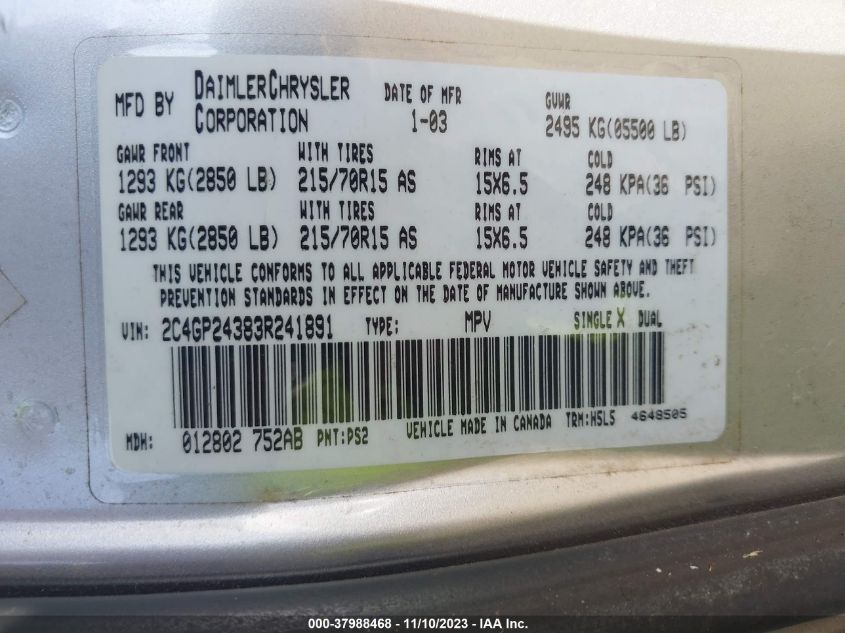 MFD BY DAIMLERCHRYSLER CORPORATION DATE OF MFR 1-03 GVWR 2495 KG(05500 LB)
GAWR FRONT WITH TIRES RIMS AT COLD
1293 KG(2850 LB) 215/70R15 AS 15X6.5 248 KPA(36 PSI)
GAWR REAR WITH TIRES RIMS AT COLD
1293 KG(2850 LB) 215/70R15 AS 15X6.5 248 KPA(36 PSI)
THIS VEHICLE CONFORMS TO ALL APPLICABLE FEDERAL MOTOR VEHICLE SAFETY AND THEFT
PREVENTION STANDARDS IN EFFECT ON THE DATE OF MANUFACTURE SHOWN ABOVE.
VIN: 2C4GP24383R241891 TYPE: MPV SINGLE X DUAL
MDH: 012802 752AB PNT:PS2 VEHICLE MADE IN CANADA TRM:H5L5 4648505
000-37988468 - 11/10/2023 - IAA Inc.